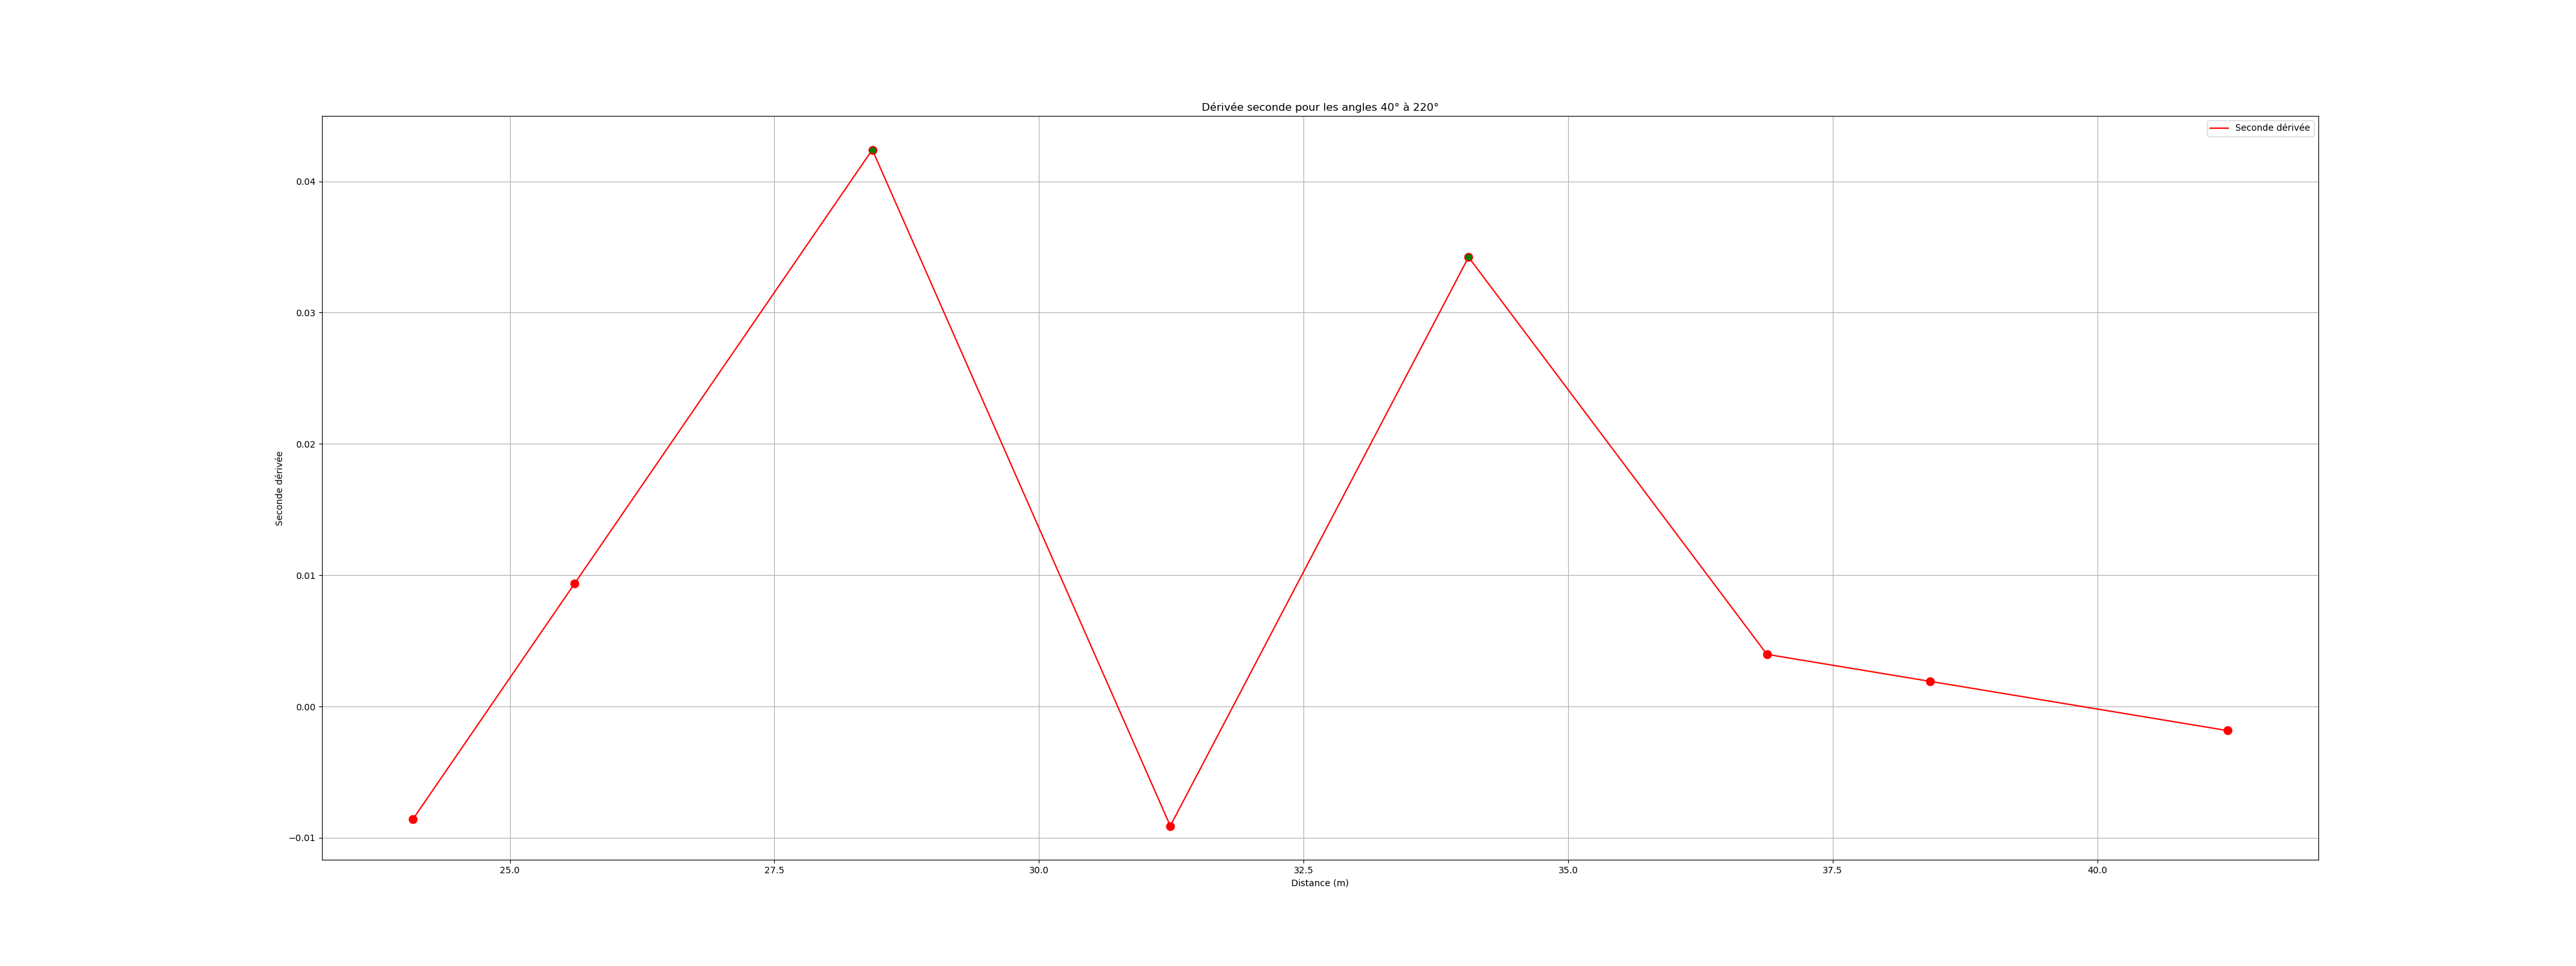 Dérivée seconde pour les angles 40° à 220°
Seconde dérivée
0.04
0.03
0.02
0.01
0.00
−0.01
Seconde dérivée
25.0 27.5 30.0 32.5 35.0 37.5 40.0
Distance (m)